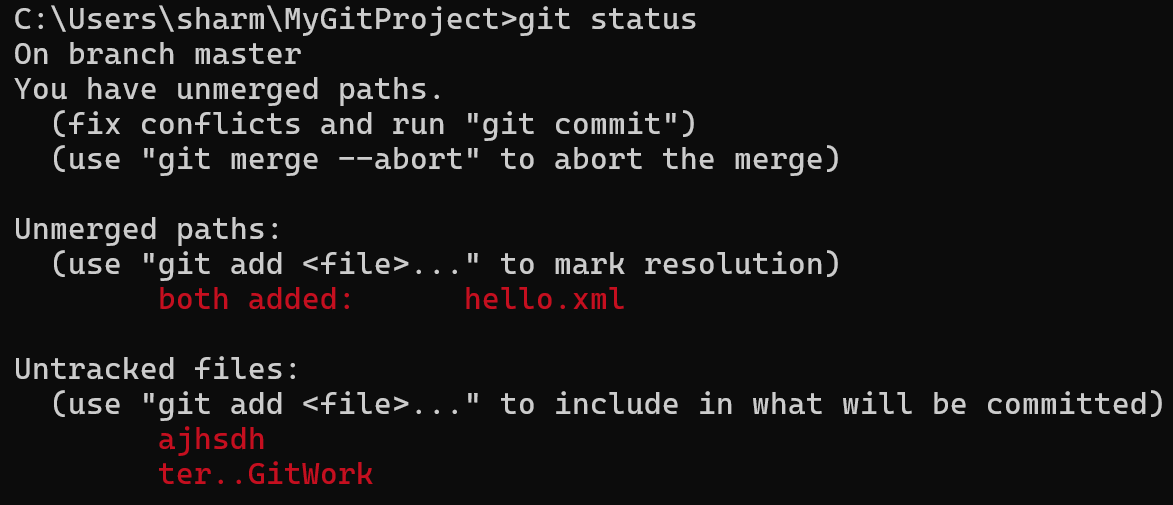 C:\Users\sharm\MyGitProject>git status
On branch master
You have unmerged paths.
  (fix conflicts and run "git commit")
  (use "git merge --abort" to abort the merge)

Unmerged paths:
  (use "git add <file>..." to mark resolution)
        both added:      hello.xml

Untracked files:
  (use "git add <file>..." to include in what will be committed)
        ajhsdh
        ter..GitWork